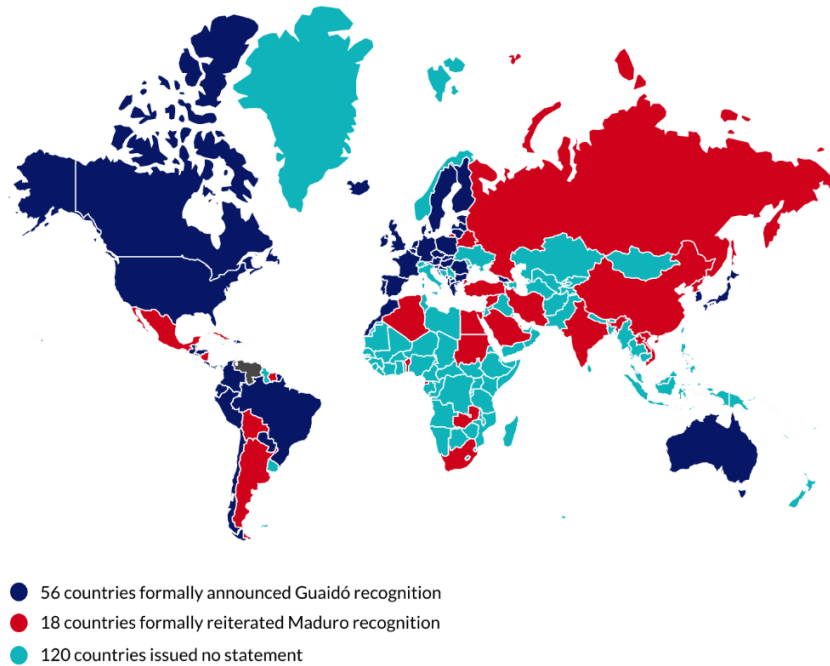 56 countries formally announced Guaidó recognition
18 countries formally reiterated Maduro recognition
120 countries issued no statement